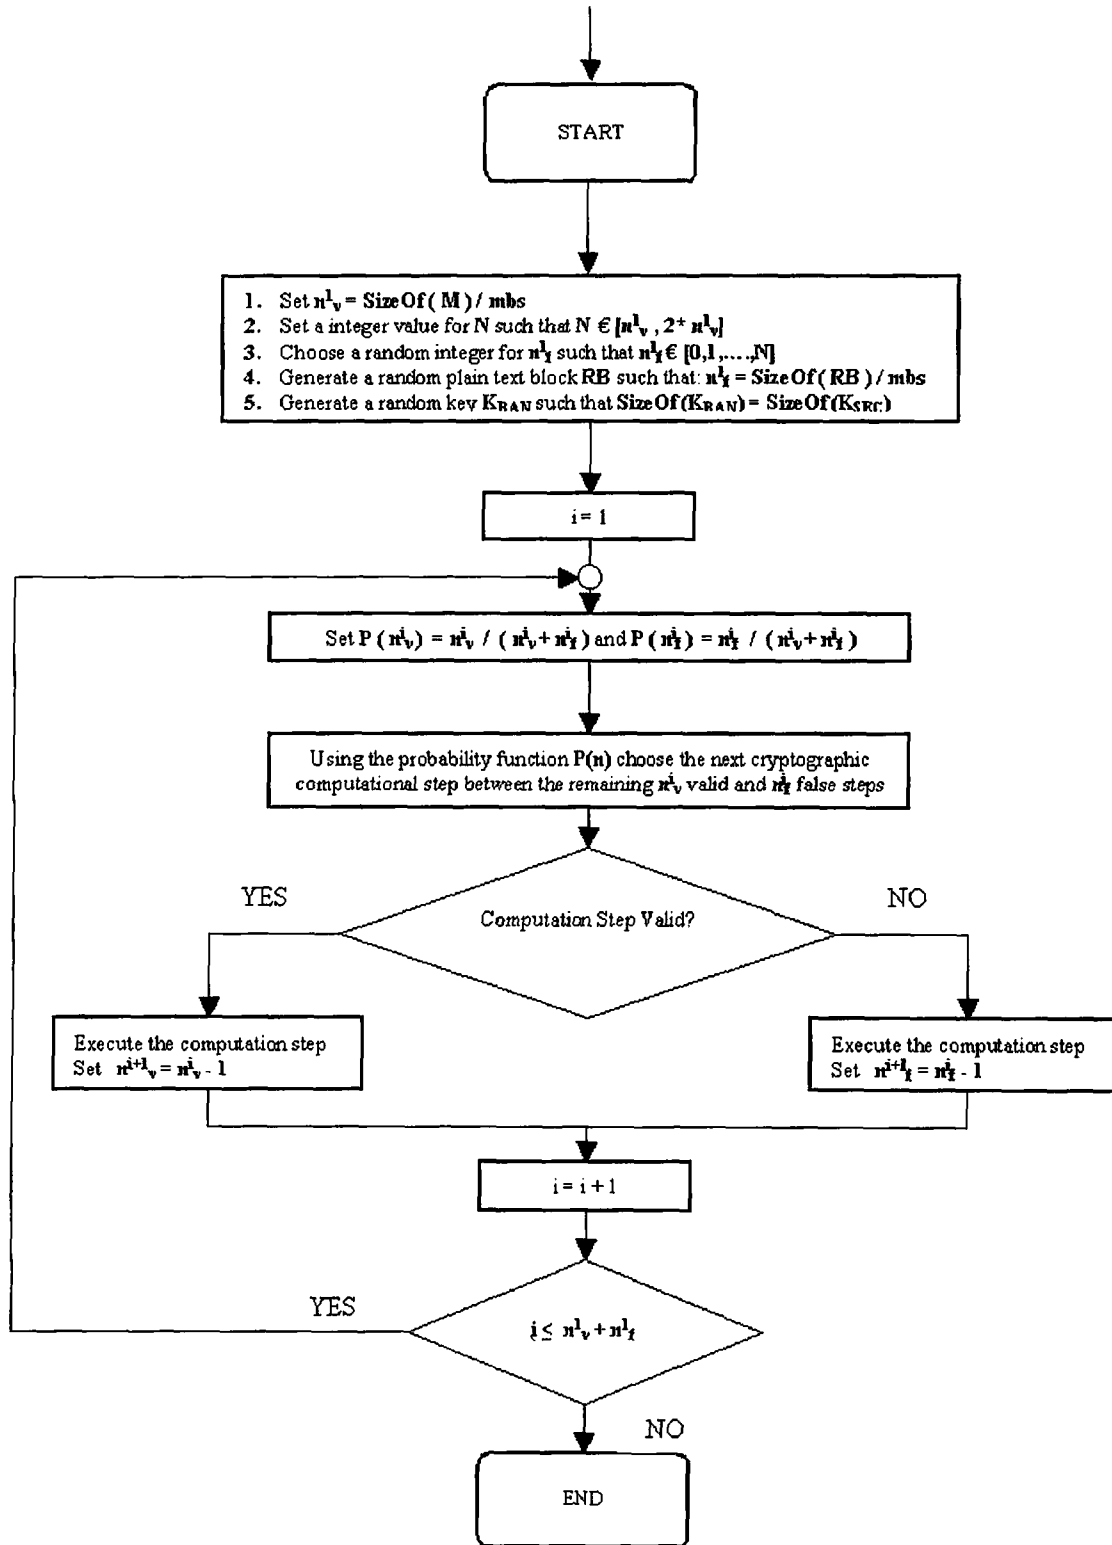 START
1. Set n¹ᵥ = SizeOf( M ) / mbs
2. Set a integer value for N such that N ∈ [n¹ᵥ , 2* n¹ᵥ]
3. Choose a random integer for n¹f such that n¹f ∈ [0,1,....,N]
4. Generate a random plain text block RB such that: n¹f = SizeOf( RB ) / mbs
5. Generate a random key K_RAN such that SizeOf(K_RAN) = SizeOf(K_SRC)
i = 1
Set P ( nⁱᵥ) = nⁱᵥ / ( nⁱᵥ + nⁱf ) and P ( nⁱf ) = nⁱf / ( nⁱᵥ + nⁱf )
Using the probability function P(n) choose the next cryptographic
computational step between the remaining nⁱᵥ valid and nⁱf false steps
YES
NO
Computation Step Valid?
Execute the computation step
Set nⁱ⁺¹ᵥ = nⁱᵥ - 1
Execute the computation step
Set nⁱ⁺¹f = nⁱf - 1
i = i + 1
YES
i ≤ n¹ᵥ + n¹f
NO
END